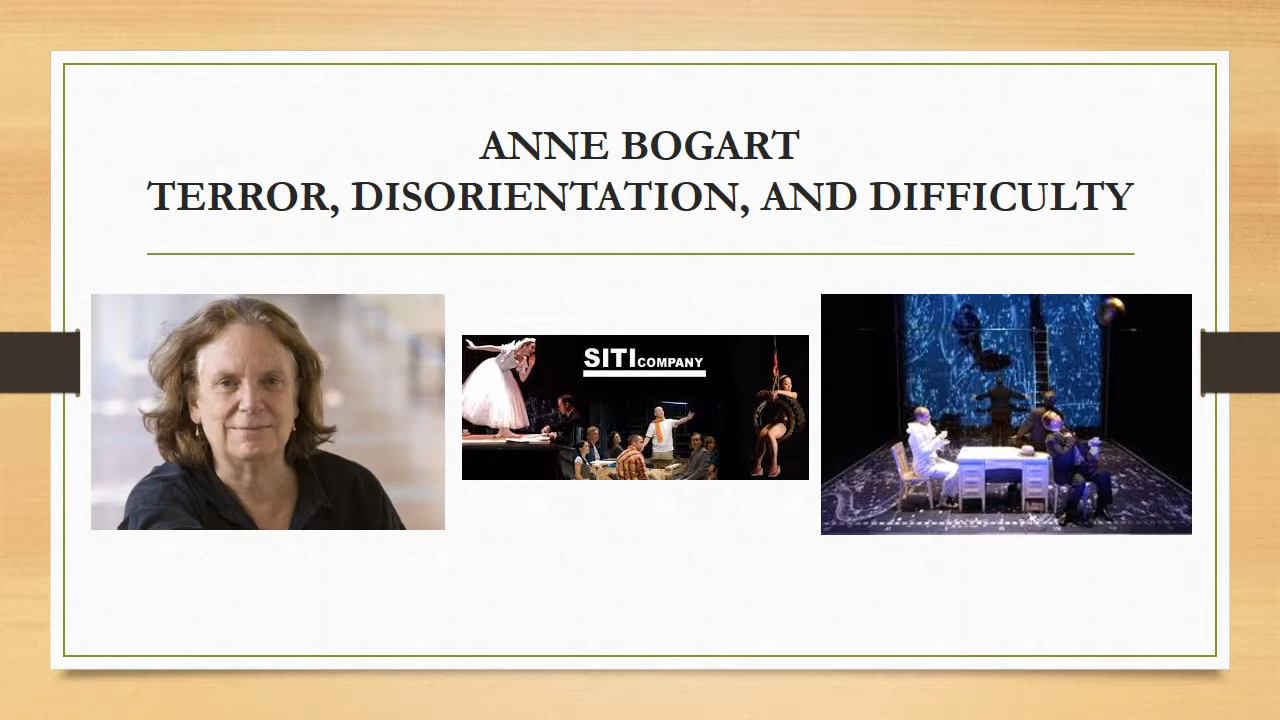 ANNE BOGART
TERROR, DISORIENTATION, AND DIFFICULTY
SITI COMPANY